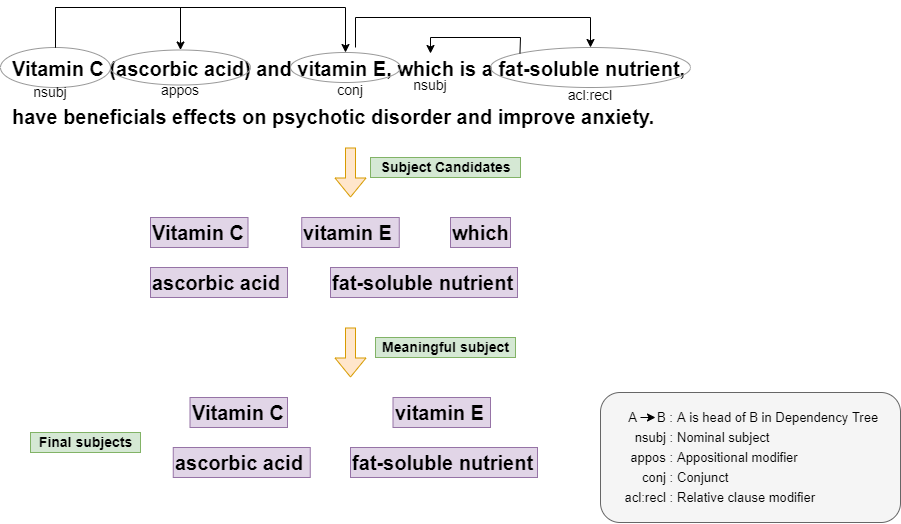 Vitamin C (ascorbic acid) and vitamin E, which is a fat-soluble nutrient,
nsubj appos conj nsubj acl:recl
have beneficials effects on psychotic disorder and improve anxiety.
Subject Candidates
Vitamin C vitamin E which
ascorbic acid fat-soluble nutrient
Meaningful subject
Vitamin C vitamin E
Final subjects
ascorbic acid fat-soluble nutrient
A → B : A is head of B in Dependency Tree
nsubj : Nominal subject
appos : Appositional modifier
conj : Conjunct
acl:recl : Relative clause modifier